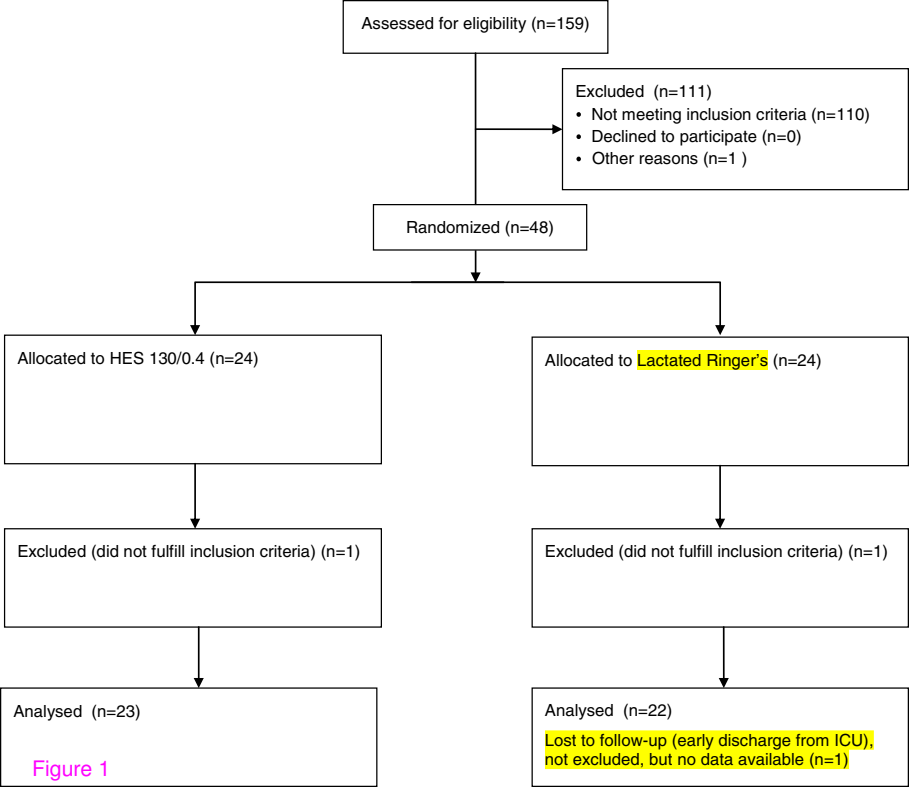 Assessed for eligibility (n=159)
Excluded (n=111)
• Not meeting inclusion criteria (n=110)
• Declined to participate (n=0)
• Other reasons (n=1 )
Randomized (n=48)
Allocated to HES 130/0.4 (n=24)
Allocated to Lactated Ringer's (n=24)
Excluded (did not fulfill inclusion criteria) (n=1)
Excluded (did not fulfill inclusion criteria) (n=1)
Analysed (n=23)
Figure 1
Analysed (n=22)
Lost to follow-up (early discharge from ICU),
not excluded, but no data available (n=1)